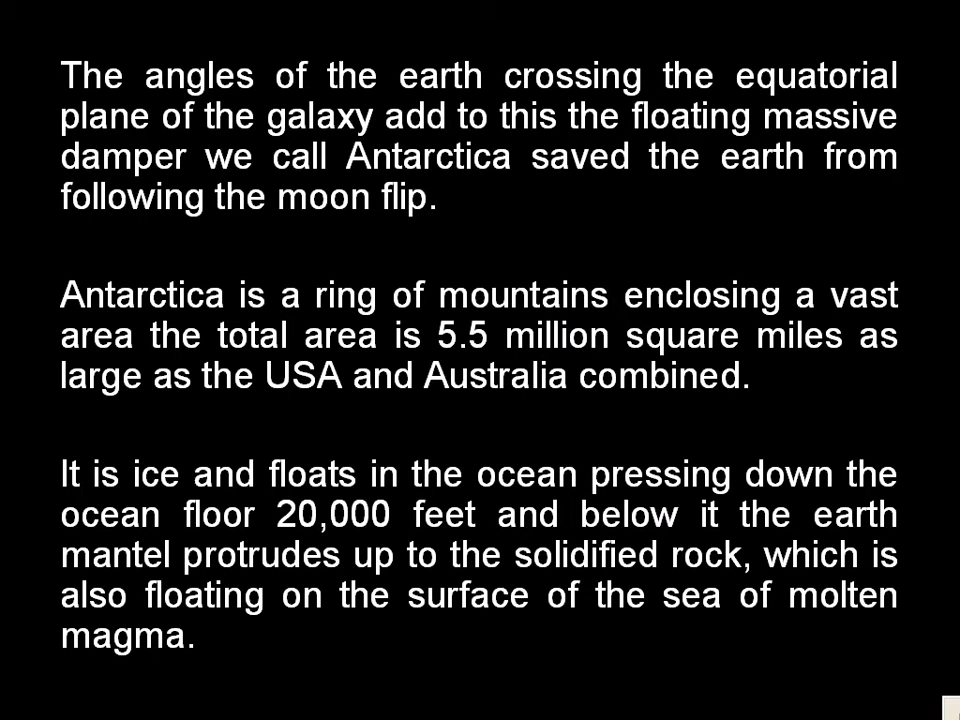 The angles of the earth crossing the equatorial
plane of the galaxy add to this the floating massive
damper we call Antarctica saved the earth from
following the moon flip.
Antarctica is a ring of mountains enclosing a vast
area the total area is 5.5 million square miles as
large as the USA and Australia combined.
It is ice and floats in the ocean pressing down the
ocean floor 20,000 feet and below it the earth
mantel protrudes up to the solidified rock, which is
also floating on the surface of the sea of molten
magma.